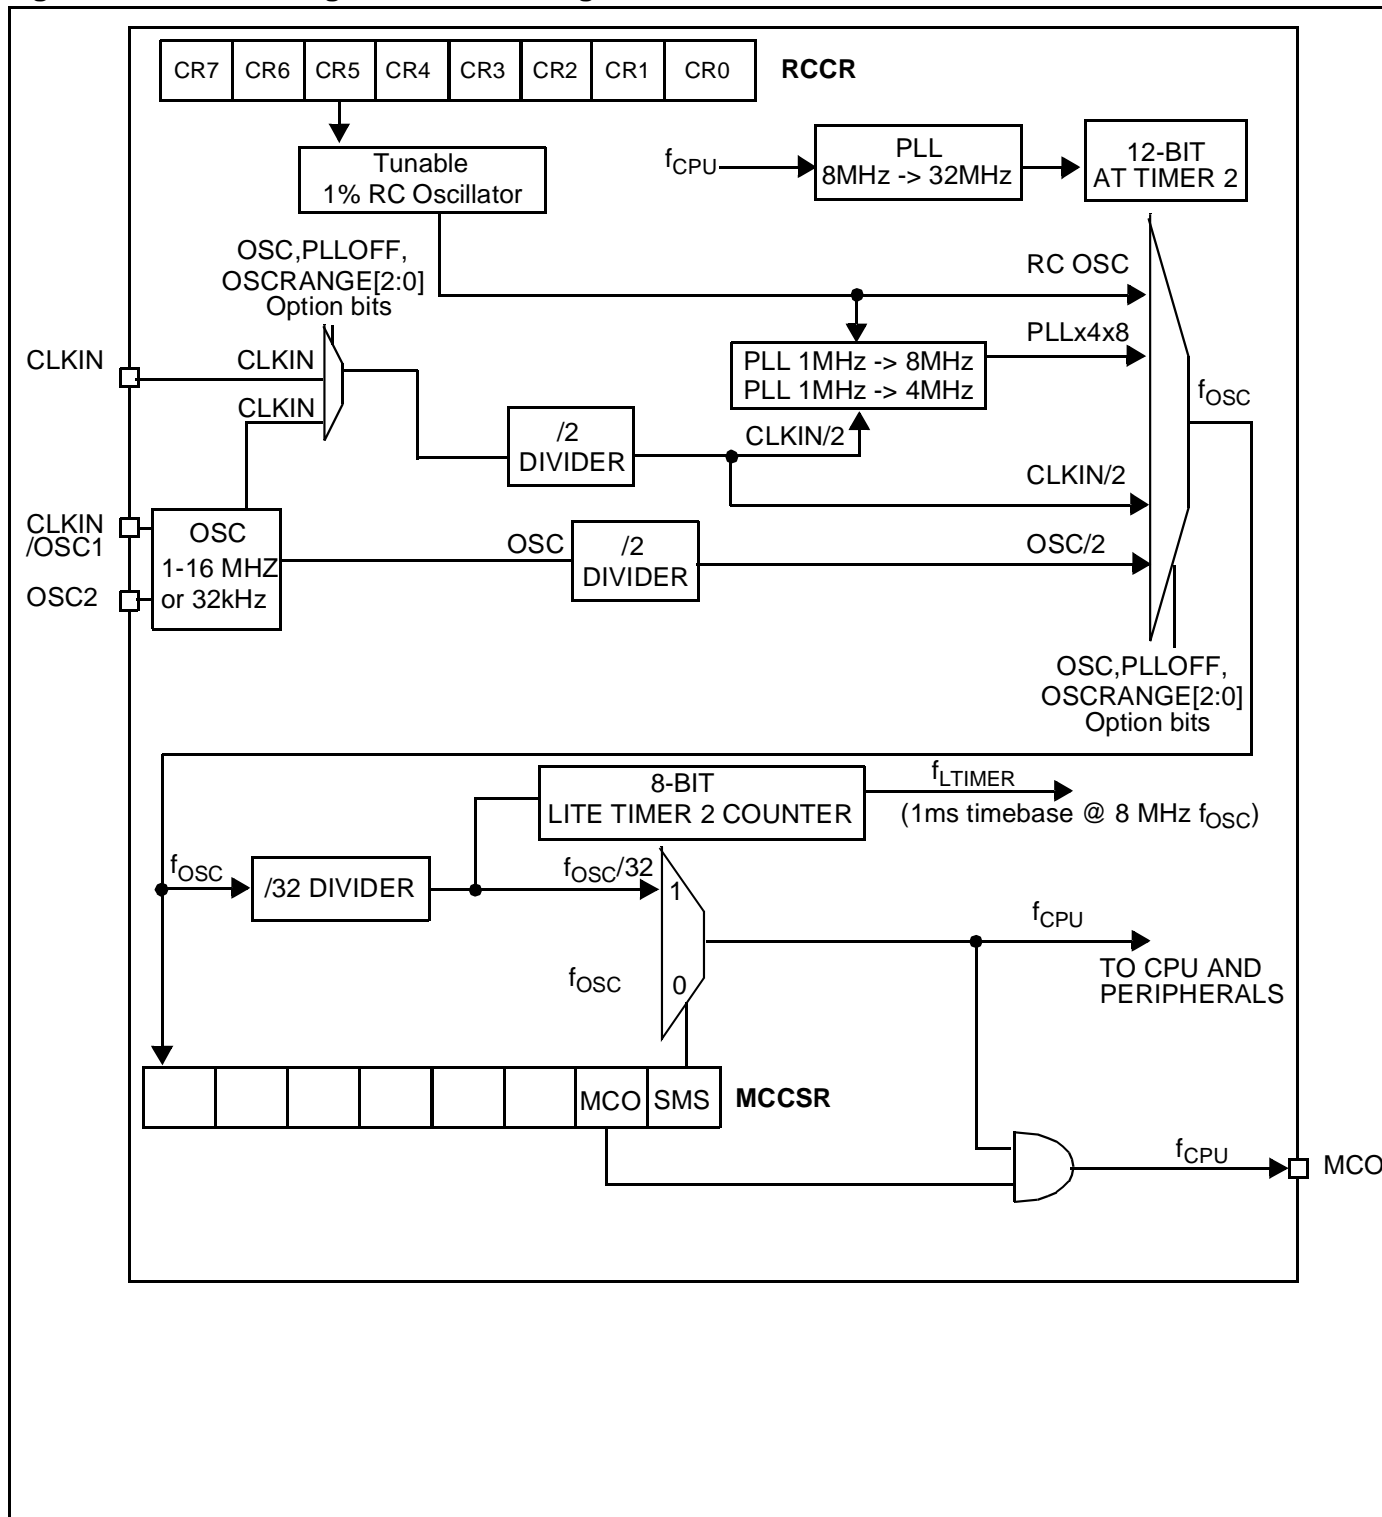 CR7 CR6 CR5 CR4 CR3 CR2 CR1 CR0 RCCR
Tunable
1% RC Oscillator
fCPU
PLL
8MHz -> 32MHz
12-BIT
AT TIMER 2
OSC,PLLOFF,
OSCRANGE[2:0]
Option bits
RC OSC
PLLx4x8
CLKIN
CLKIN
CLKIN
PLL 1MHz -> 8MHz
PLL 1MHz -> 4MHz
fOSC
/2
DIVIDER
CLKIN/2
CLKIN/2
CLKIN
/OSC1
OSC2
OSC
1-16 MHZ
or 32kHz
OSC
/2
DIVIDER
OSC/2
OSC,PLLOFF,
OSCRANGE[2:0]
Option bits
8-BIT
LITE TIMER 2 COUNTER
fLTIMER
(1ms timebase @ 8 MHz fOSC)
fOSC
/32 DIVIDER
fOSC/32
1
fOSC
0
fCPU
TO CPU AND
PERIPHERALS
MCO SMS MCCSR
fCPU
MCO